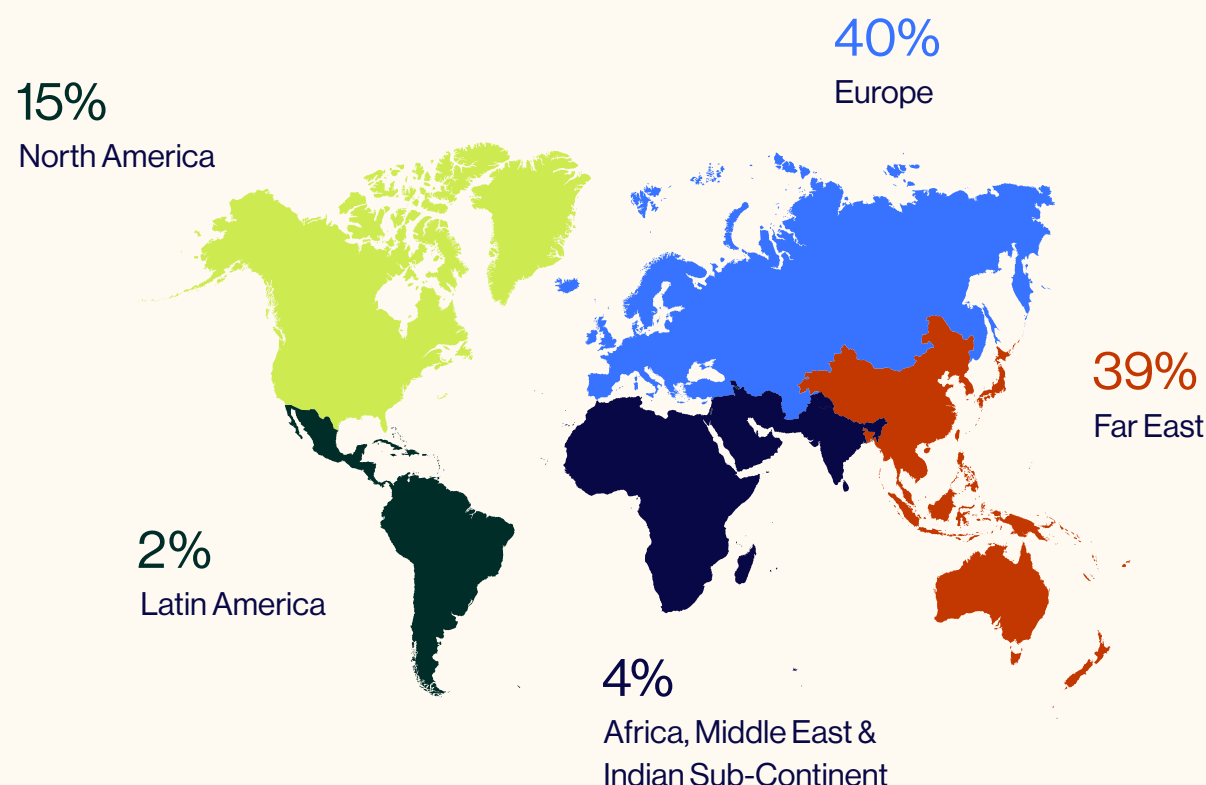 40%
Europe
15%
North America
39%
Far East
2%
Latin America
4%
Africa, Middle East &
Indian Sub-Continent